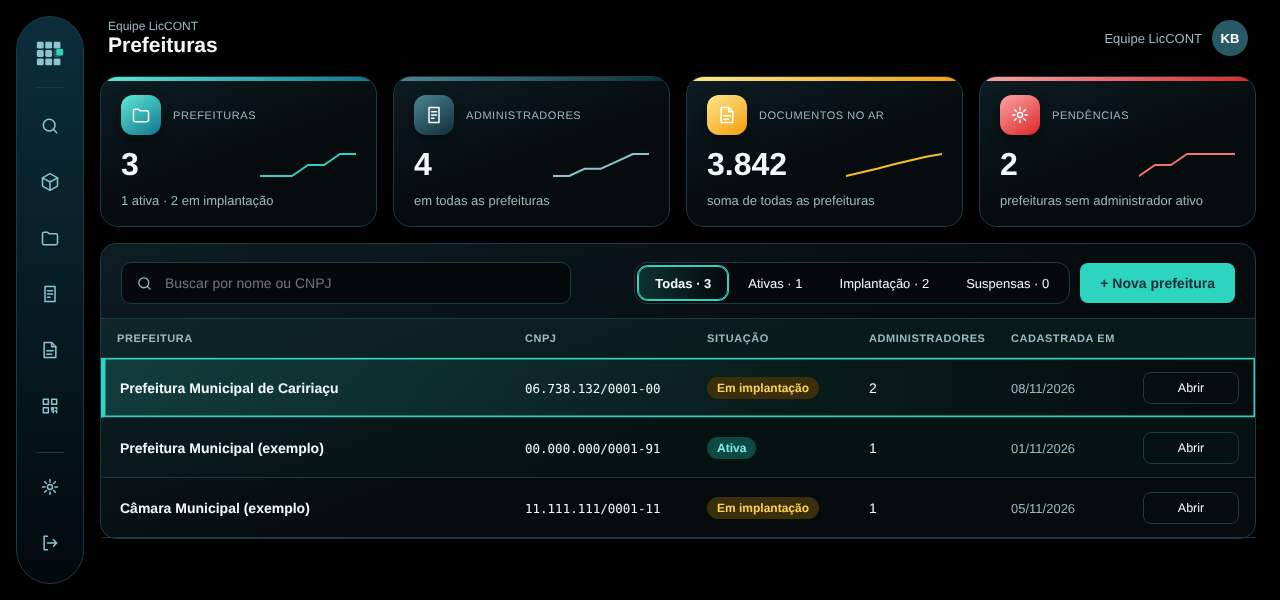 Equipe LicCONT
Prefeituras
Equipe LicCONT
KB
PREFEITURAS
3
1 ativa · 2 em implantação
ADMINISTRADORES
4
em todas as prefeituras
DOCUMENTOS NO AR
3.842
soma de todas as prefeituras
PENDÊNCIAS
2
prefeituras sem administrador ativo
Buscar por nome ou CNPJ
Todas · 3
Ativas · 1
Implantação · 2
Suspensas · 0
+ Nova prefeitura
PREFEITURA CNPJ SITUAÇÃO ADMINISTRADORES CADASTRADA EM
Prefeitura Municipal de Caririaçu 06.738.132/0001-00 Em implantação 2 08/11/2026 Abrir
Prefeitura Municipal (exemplo) 00.000.000/0001-91 Ativa 1 01/11/2026 Abrir
Câmara Municipal (exemplo) 11.111.111/0001-11 Em implantação 1 05/11/2026 Abrir